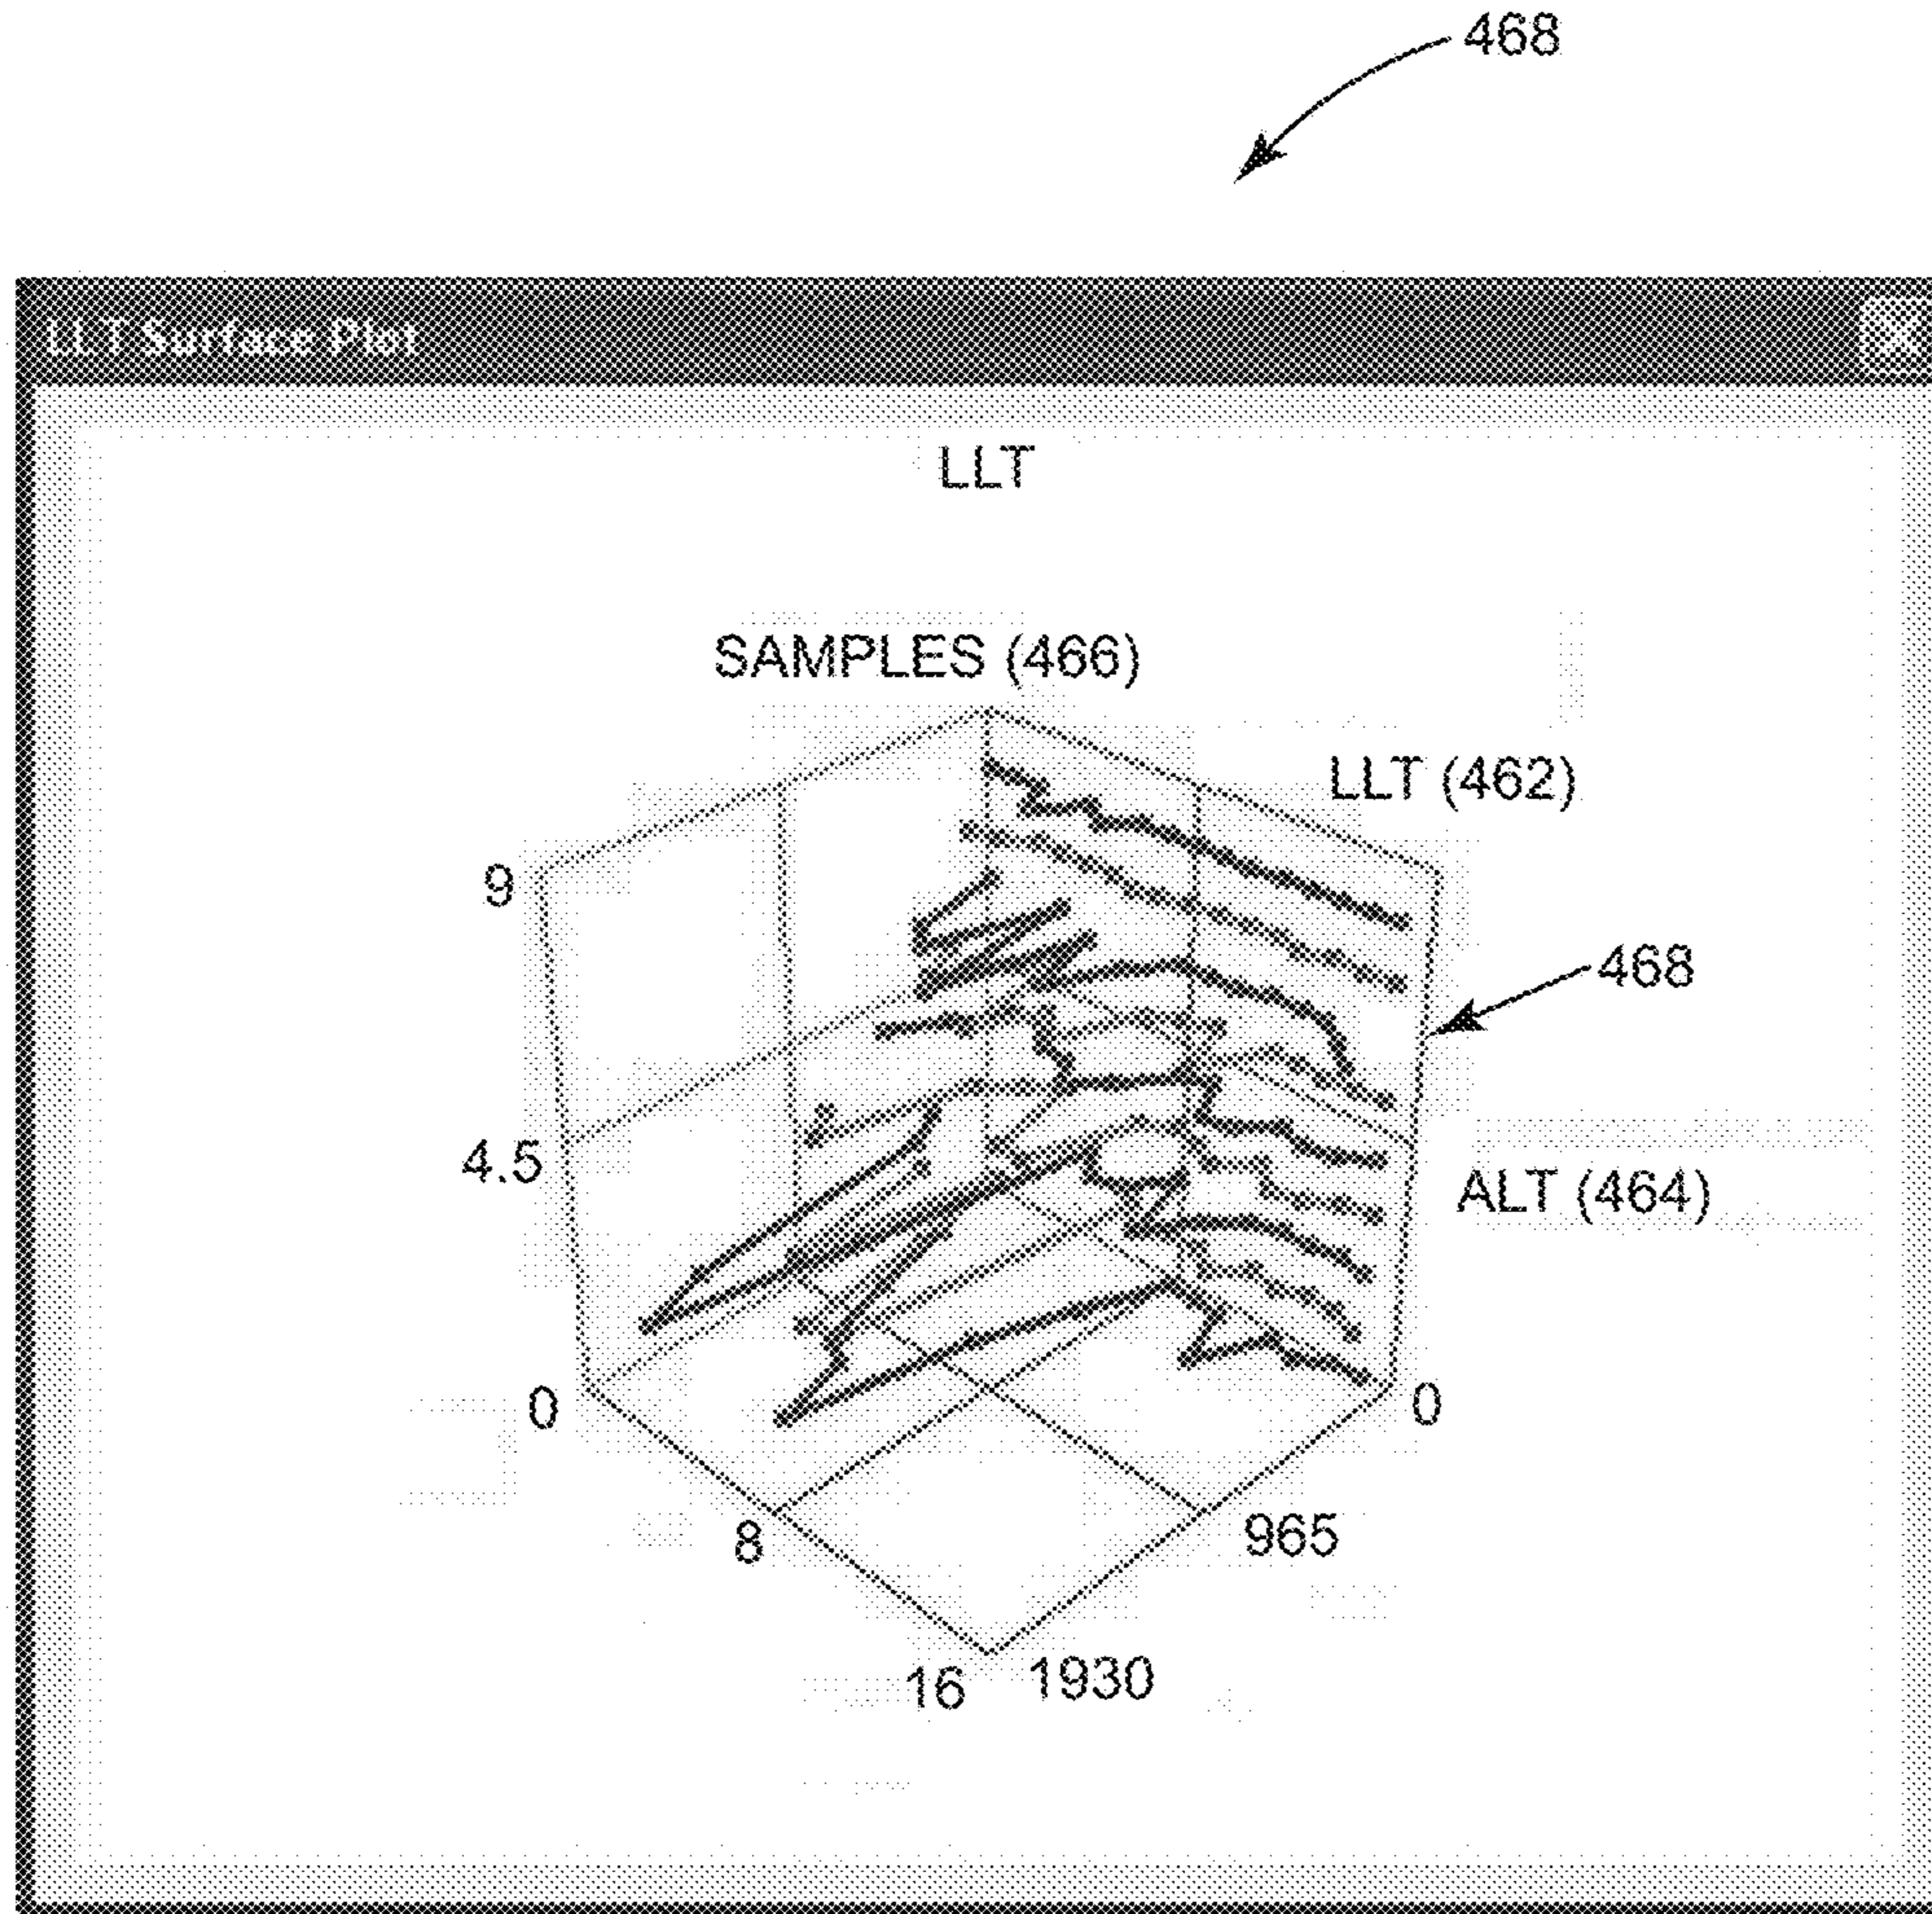 468
LLT Surface Plot
LLT
SAMPLES (466)
LLT (462)
9
468
4.5
ALT (464)
0
0
8
965
16
1930